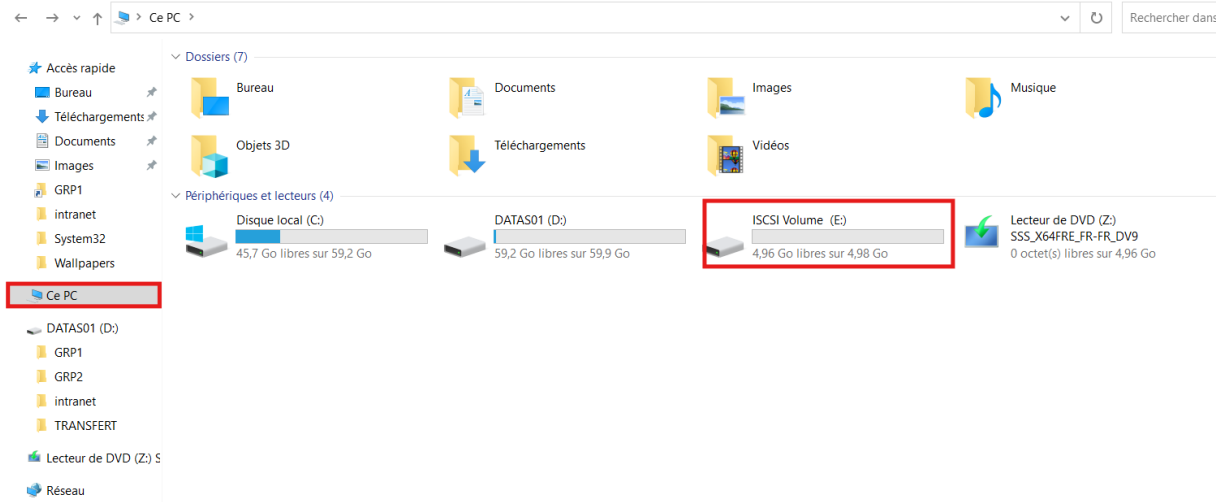 Ce PC
Rechercher dans
Accès rapide
Bureau
Téléchargements
Documents
Images
GRP1
intranet
System32
Wallpapers
Ce PC
DATAS01 (D:)
GRP1
GRP2
intranet
TRANSFERT
Lecteur de DVD (Z:) S
Réseau
Dossiers (7)
Bureau
Documents
Images
Musique
Objets 3D
Téléchargements
Vidéos
Périphériques et lecteurs (4)
Disque local (C:)
45,7 Go libres sur 59,2 Go
DATAS01 (D:)
59,2 Go libres sur 59,9 Go
ISCSI Volume (E:)
4,96 Go libres sur 4,98 Go
Lecteur de DVD (Z:)
SSS_X64FRE_FR-FR_DV9
0 octet(s) libres sur 4,96 Go